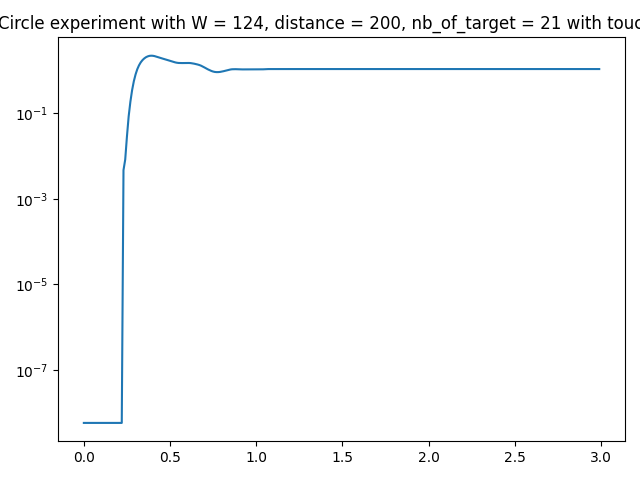 Circle experiment with W = 124, distance = 200, nb_of_target = 21 with touc
10⁻¹
10⁻³
10⁻⁵
10⁻⁷
0.0 0.5 1.0 1.5 2.0 2.5 3.0